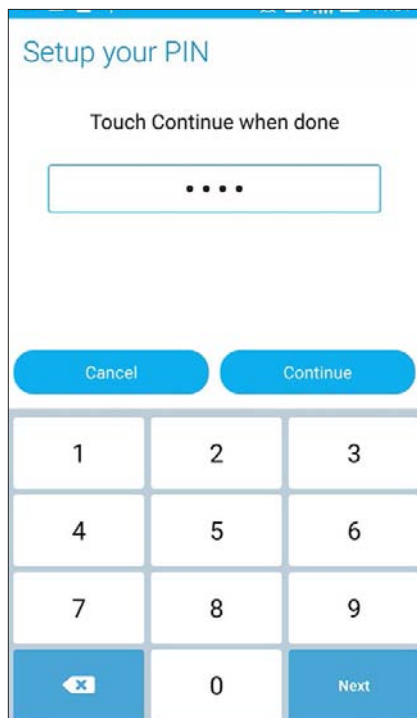 Setup your PIN
Touch Continue when done
••••
Cancel Continue
1 2 3
4 5 6
7 8 9
0 Next